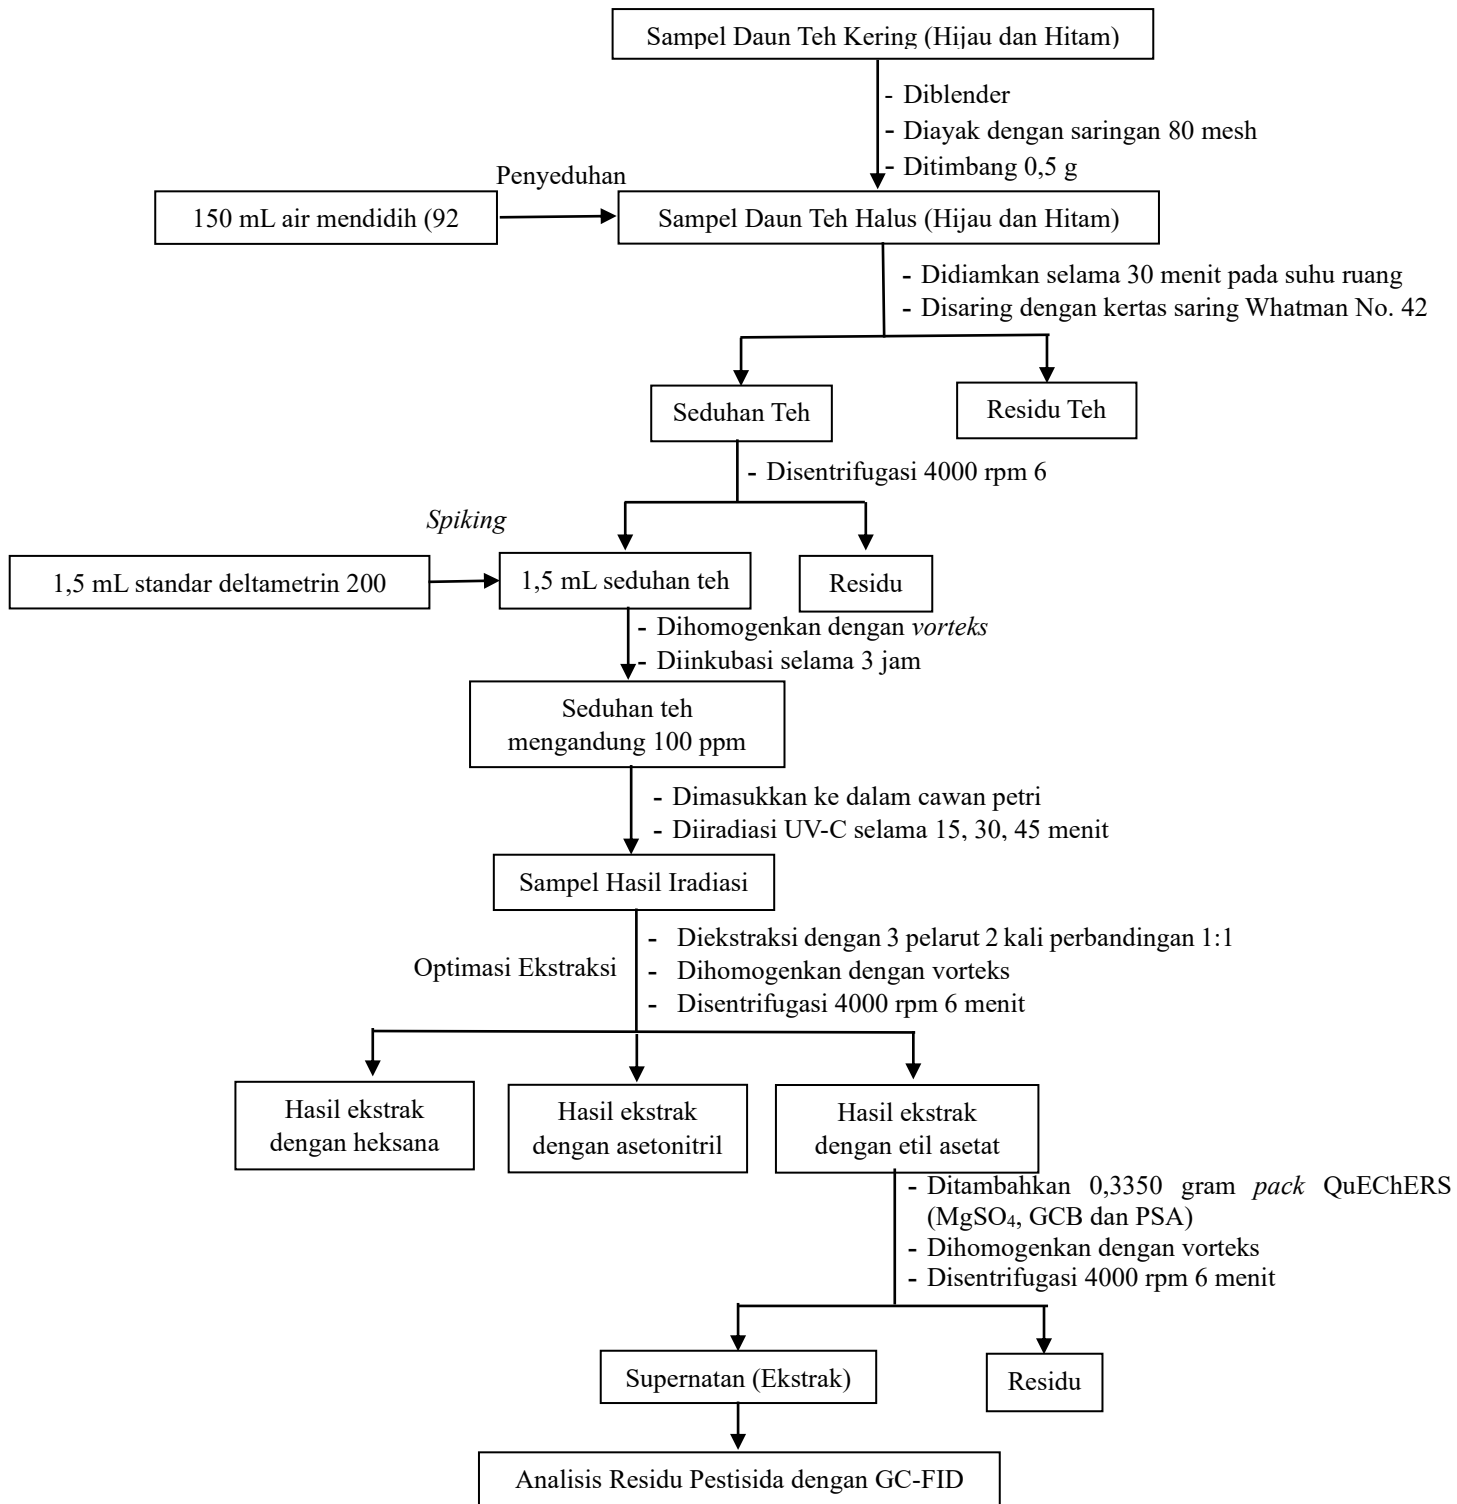 Sampel Daun Teh Kering (Hijau dan Hitam)
- Diblender
- Diayak dengan saringan 80 mesh
- Ditimbang 0,5 g
Penyeduhan
150 mL air mendidih (92
Sampel Daun Teh Halus (Hijau dan Hitam)
- Didiamkan selama 30 menit pada suhu ruang
- Disaring dengan kertas saring Whatman No. 42
Seduhan Teh
Residu Teh
- Disentrifugasi 4000 rpm 6
Spiking
1,5 mL standar deltametrin 200
1,5 mL seduhan teh
Residu
- Dihomogenkan dengan vorteks
- Diinkubasi selama 3 jam
Seduhan teh
mengandung 100 ppm
- Dimasukkan ke dalam cawan petri
- Diiradiasi UV-C selama 15, 30, 45 menit
Sampel Hasil Iradiasi
Optimasi Ekstraksi
- Diekstraksi dengan 3 pelarut 2 kali perbandingan 1:1
- Dihomogenkan dengan vorteks
- Disentrifugasi 4000 rpm 6 menit
Hasil ekstrak
dengan heksana
Hasil ekstrak
dengan asetonitril
Hasil ekstrak
dengan etil asetat
- Ditambahkan 0,3350 gram pack QuEChERS
(MgSO₄, GCB dan PSA)
- Dihomogenkan dengan vorteks
- Disentrifugasi 4000 rpm 6 menit
Supernatan (Ekstrak)
Residu
Analisis Residu Pestisida dengan GC-FID